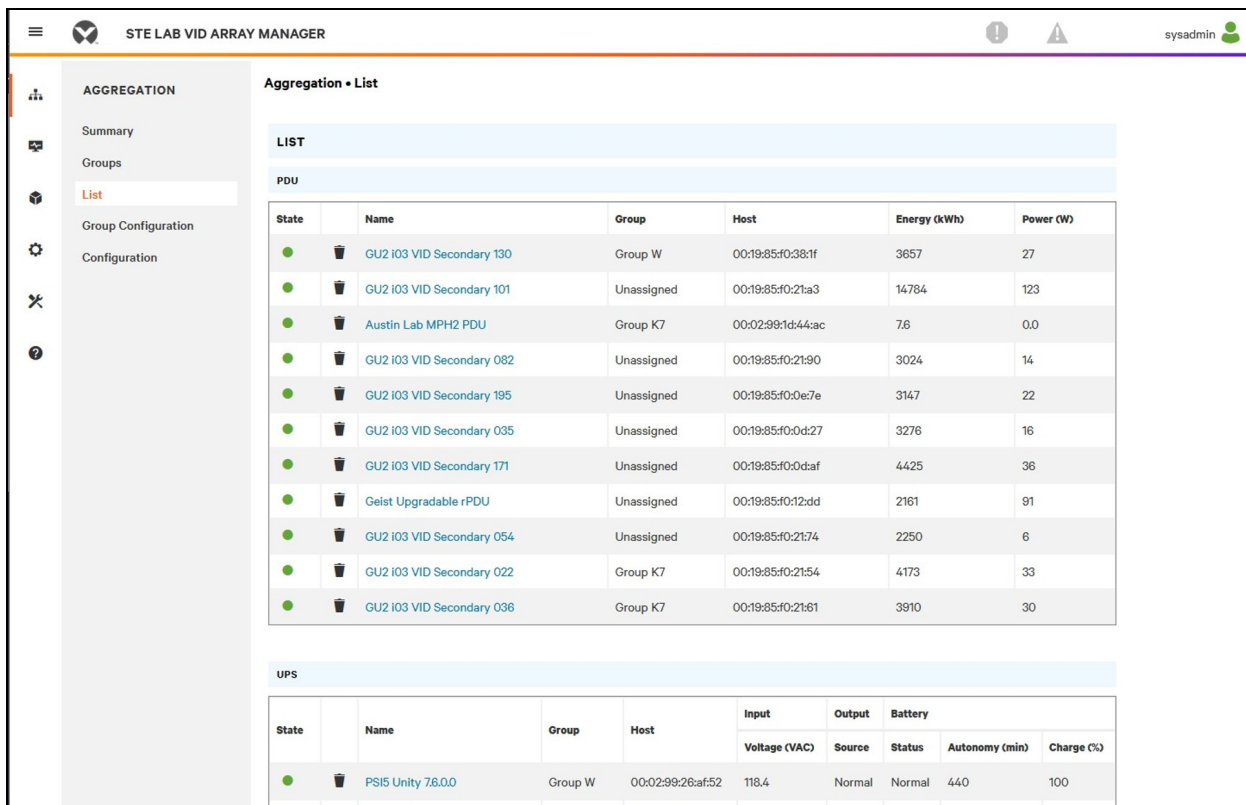 STE LAB VID ARRAY MANAGER
sysadmin
AGGREGATION
Summary
Groups
List
Group Configuration
Configuration
Aggregation • List
LIST
PDU
State Name Group Host Energy (kWh) Power (W)
GU2 i03 VID Secondary 130 Group W 00:19:85:f0:38:1f 3657 27
GU2 i03 VID Secondary 101 Unassigned 00:19:85:f0:21:a3 14784 123
Austin Lab MPH2 PDU Group K7 00:02:99:1d:44:ac 7.6 0.0
GU2 i03 VID Secondary 082 Unassigned 00:19:85:f0:21:90 3024 14
GU2 i03 VID Secondary 195 Unassigned 00:19:85:f0:0e:7e 3147 22
GU2 i03 VID Secondary 035 Unassigned 00:19:85:f0:0d:27 3276 16
GU2 i03 VID Secondary 171 Unassigned 00:19:85:f0:0d:af 4425 36
Geist Upgradable rPDU Unassigned 00:19:85:f0:12:dd 2161 91
GU2 i03 VID Secondary 054 Unassigned 00:19:85:f0:21:74 2250 6
GU2 i03 VID Secondary 022 Group K7 00:19:85:f0:21:54 4173 33
GU2 i03 VID Secondary 036 Group K7 00:19:85:f0:21:61 3910 30
UPS
State Name Group Host Input Output Battery
Voltage (VAC) Source Status Autonomy (min) Charge (%)
PSI5 Unity 7.6.0.0 Group W 00:02:99:26:af:52 118.4 Normal Normal 440 100